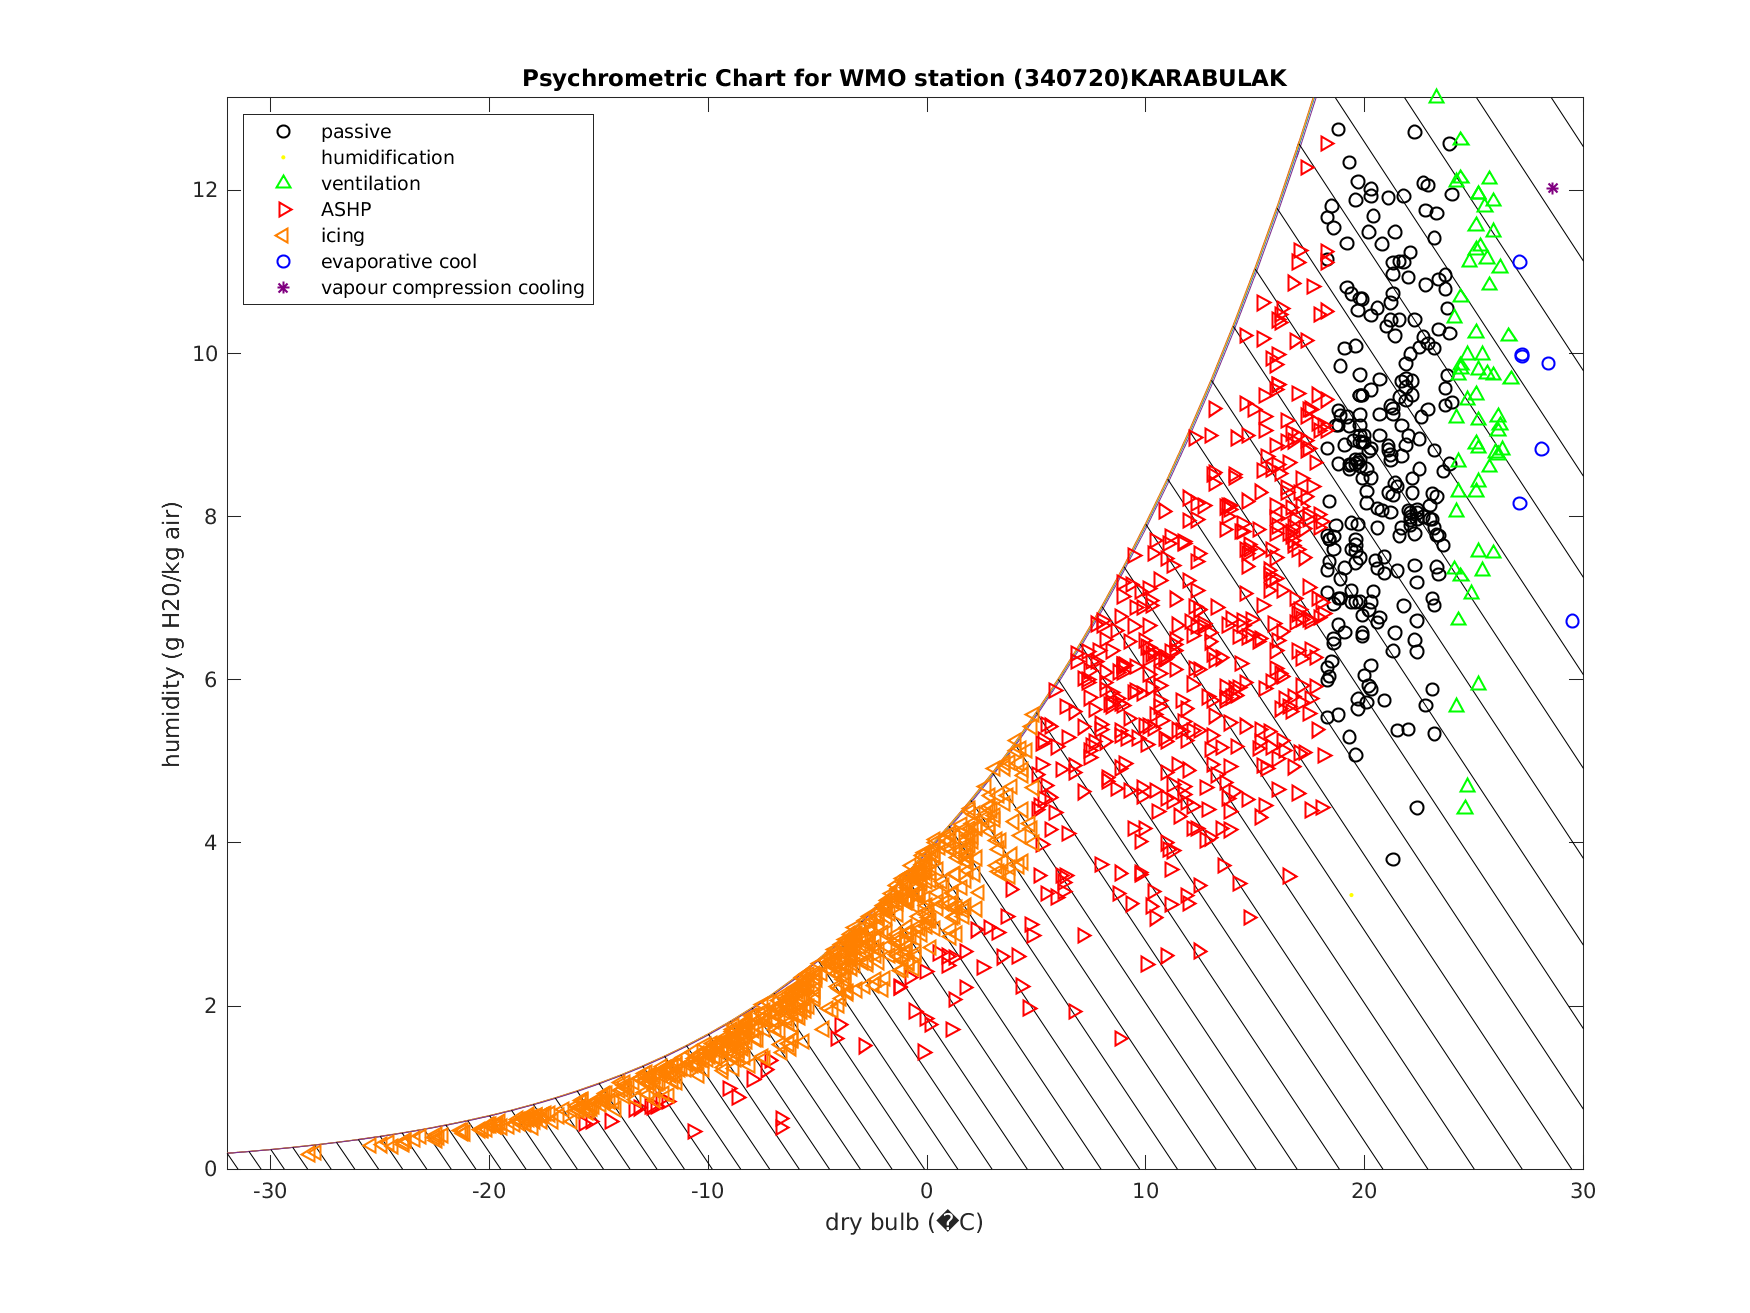 Psychrometric Chart for WMO station (340720)KARABULAK
passive
humidification
ventilation
ASHP
icing
evaporative cool
vapour compression cooling
humidity (g H20/kg air)
12
10
8
6
4
2
0
-30 -20 -10 0 10 20 30
dry bulb (�C)